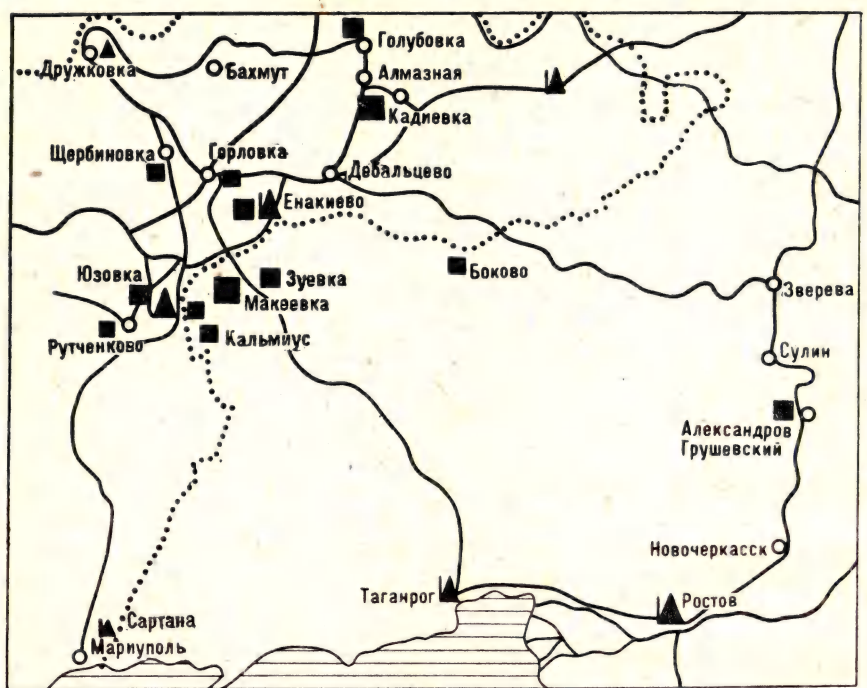 Голубовка
Дружковка
Бахмут
Алмазная
Кадиевка
Щербиновка
Горловка
Дебальцево
Енакиево
Юзовка
Зуевка
Макеевка
Боково
Зверева
Рутченково
Кальмиус
Сулин
Александров
Грушевский
Новочеркасск
Таганрог
Ростов
Сартана
Мариуполь